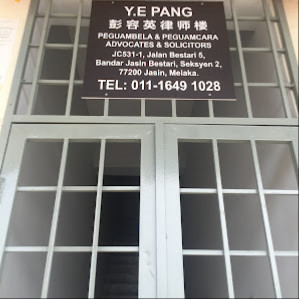 Y.E PANG
彭容英律师楼
PEGUAMBELA & PEGUAMCARA
ADVOCATES & SOLICITORS
JC531-1, Jalan Bestari 5,
Bandar Jasin Bestari, Seksyen 2,
77200 Jasin, Melaka.
TEL: 011-1649 1028